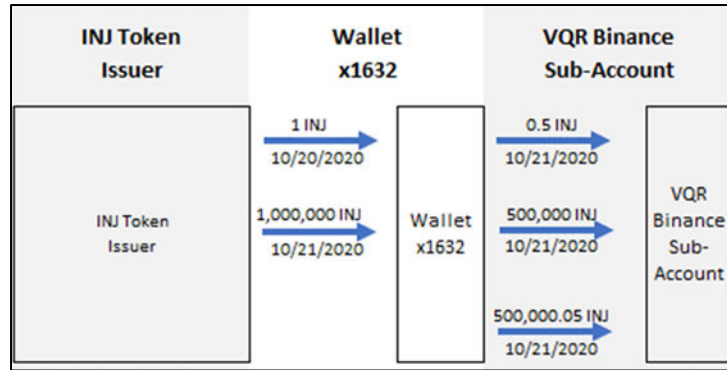 INJ Token
Issuer
Wallet
x1632
VQR Binance
Sub-Account
INJ Token
Issuer
1 INJ
10/20/2020
1,000,000 INJ
10/21/2020
Wallet
x1632
0.5 INJ
10/21/2020
500,000 INJ
10/21/2020
500,000.05 INJ
10/21/2020
VQR
Binance
Sub-
Account